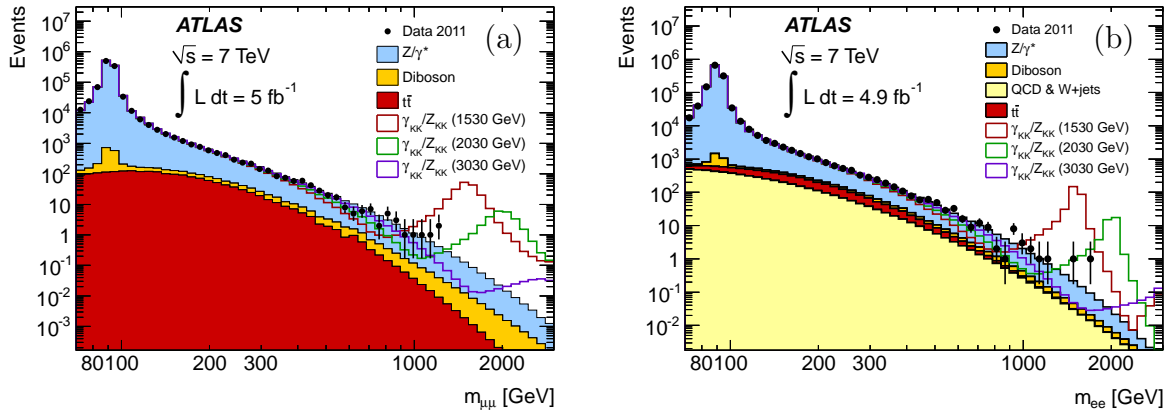 Events
10⁷
10⁶
10⁵
10⁴
10³
10²
10
1
10⁻¹
10⁻²
10⁻³
ATLAS
√s = 7 TeV
∫ L dt = 5 fb⁻¹
(a)
Data 2011
Z/γ*
Diboson
tt̄
γKK/ZKK (1530 GeV)
γKK/ZKK (2030 GeV)
γKK/ZKK (3030 GeV)
80 100 200 300 1000 2000
mμμ [GeV]
Events
10⁷
10⁶
10⁵
10⁴
10³
10²
10
1
10⁻¹
10⁻²
ATLAS
√s = 7 TeV
∫ L dt = 4.9 fb⁻¹
(b)
Data 2011
Z/γ*
Diboson
QCD & W+jets
tt̄
γKK/ZKK (1530 GeV)
γKK/ZKK (2030 GeV)
γKK/ZKK (3030 GeV)
80 100 200 300 1000 2000
mee [GeV]